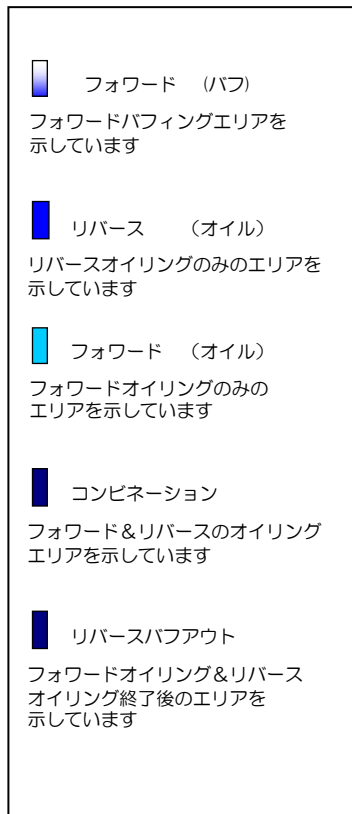 フォワード (バフ)
フォワードバフィングエリアを
示しています
リバース (オイル)
リバースオイリングのみのエリアを
示しています
フォワード (オイル)
フォワードオイリングのみの
エリアを示しています
コンビネーション
フォワード＆リバースのオイリング
エリアを示しています
リバースバフアウト
フォワードオイリング＆リバース
オイリング終了後のエリアを
示しています